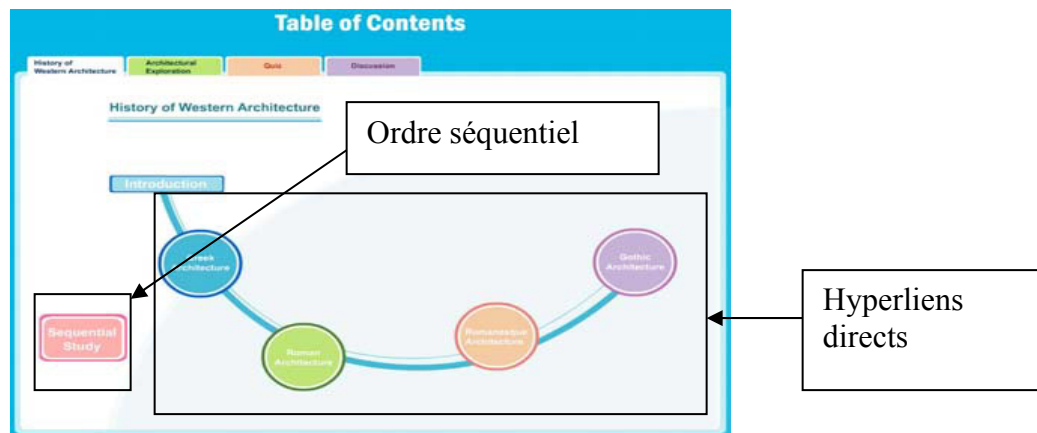 Table of Contents
History of
Western Architecture
Architectural
Exploration
Quiz
Discussion
History of Western Architecture
Ordre séquentiel
Introduction
Greek
Architecture
Gothic
Architecture
Hyperliens
directs
Sequential
Study
Roman
Architecture
Romanesque
Architecture